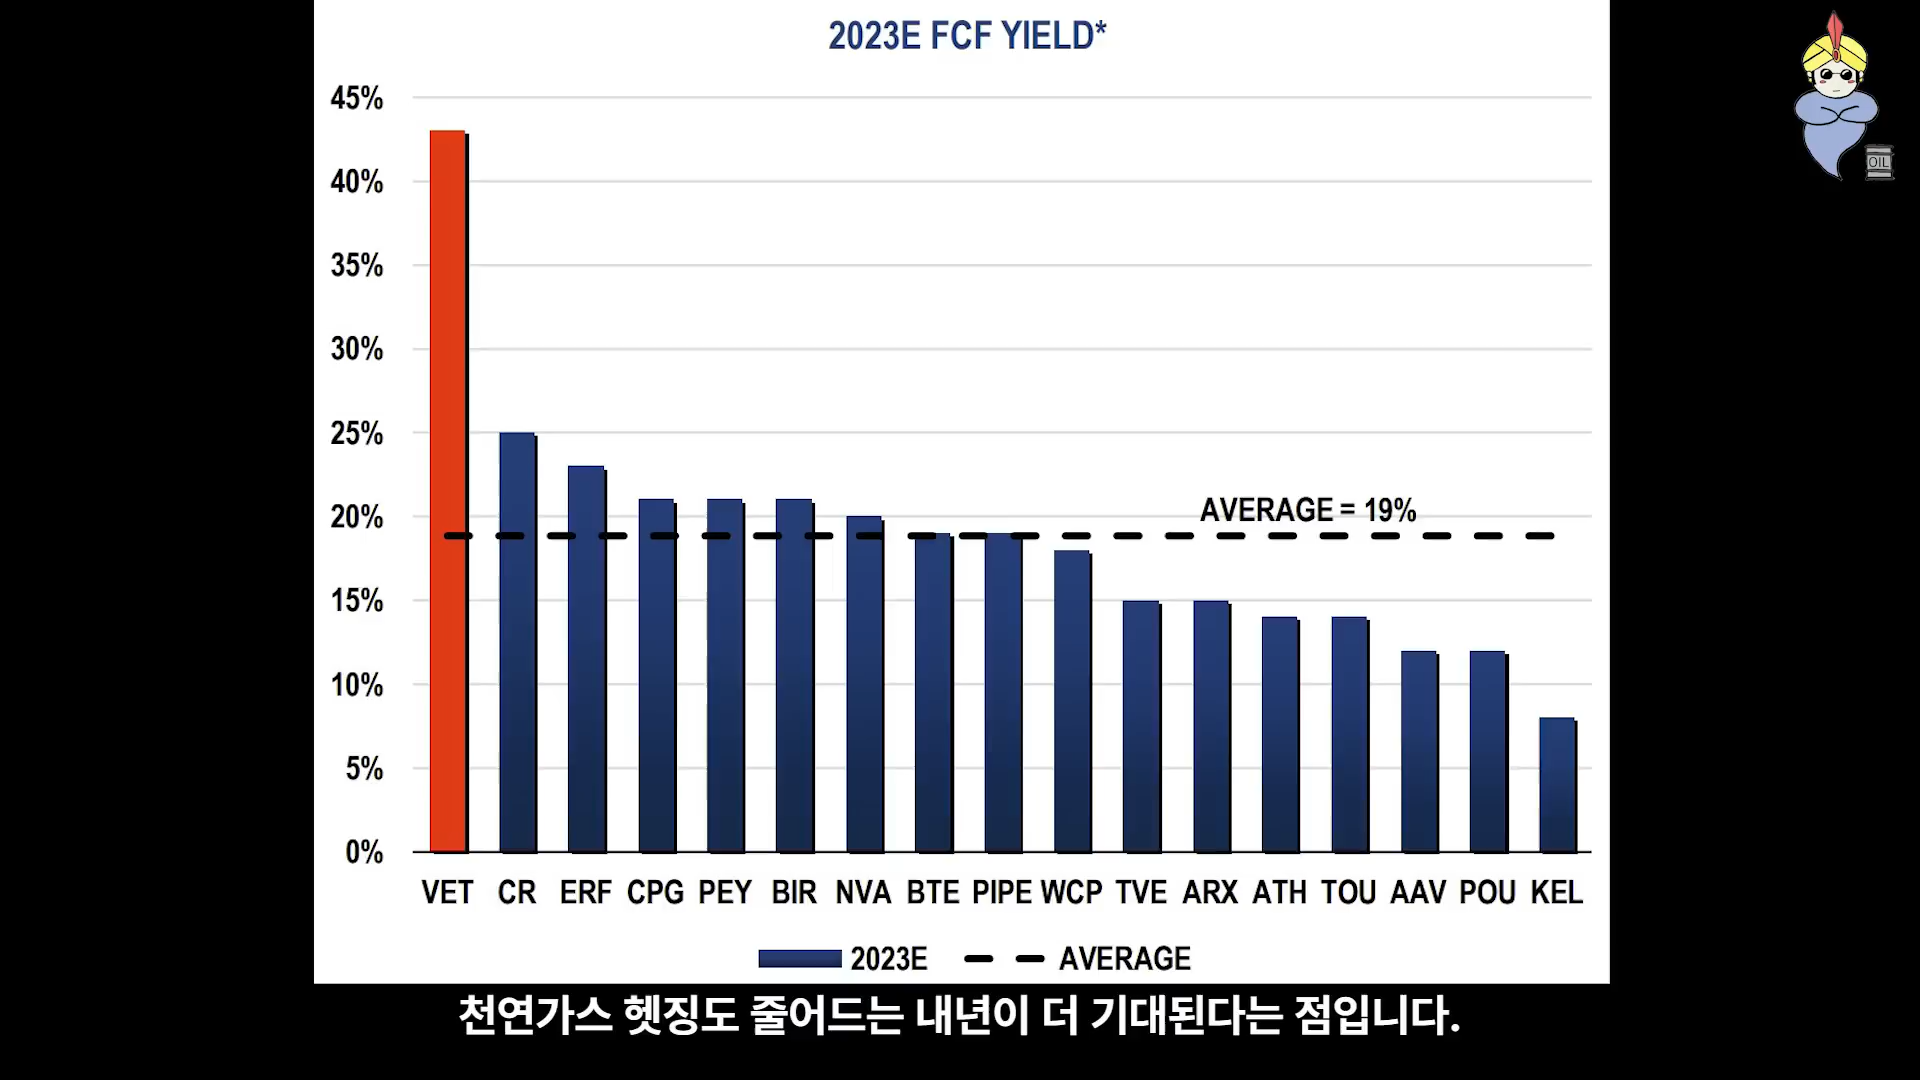 2023E FCF YIELD*
45%
40%
35%
30%
25%
20%
15%
10%
5%
0%
AVERAGE = 19%
VET CR ERF CPG PEY BIR NVA BTE PIPE WCP TVE ARX ATH TOU AAV POU KEL
2023E AVERAGE
OIL
천연가스 헷징도 줄어드는 내년이 더 기대된다는 점입니다.